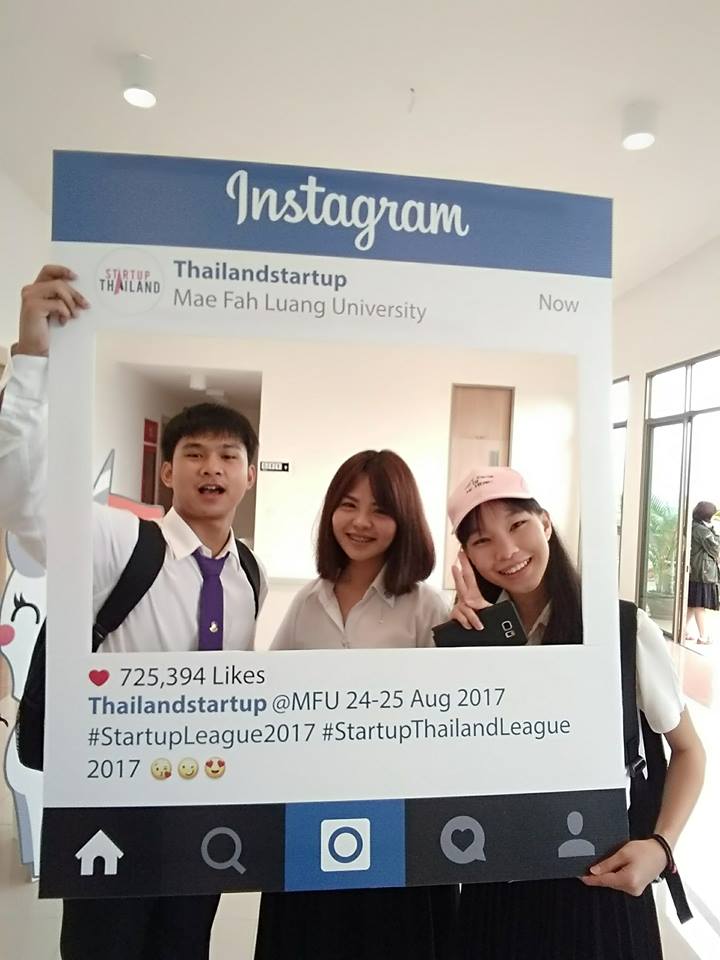 Instagram
STARTUP
THAILAND
Thailandstartup
Mae Fah Luang University
Now
725,394 Likes
Thailandstartup @MFU 24-25 Aug 2017
#StartupLeague2017 #StartupThailandLeague
2017 😘😉😍